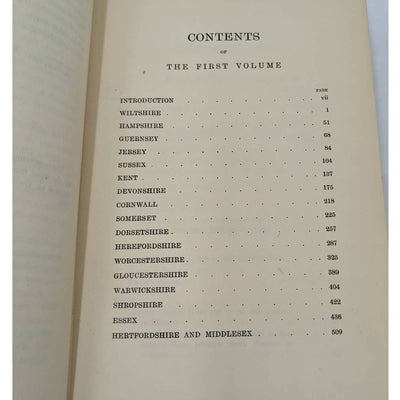 CONTENTS
OF
THE FIRST VOLUME
PAGE
INTRODUCTION . . . . . . . . . vii
WILTSHIRE . . . . . . . . . . 1
HAMPSHIRE . . . . . . . . . . 51
GUERNSEY . . . . . . . . . . 68
JERSEY . . . . . . . . . . 84
SUSSEX . . . . . . . . . . 104
KENT . . . . . . . . . . 137
DEVONSHIRE . . . . . . . . . 175
CORNWALL . . . . . . . . . 218
SOMERSET . . . . . . . . . 225
DORSETSHIRE . . . . . . . . . 257
HEREFORDSHIRE . . . . . . . . 287
WORCESTERSHIRE . . . . . . . . 325
GLOUCESTERSHIRE . . . . . . . . 389
WARWICKSHIRE . . . . . . . . 404
SHROPSHIRE . . . . . . . . . 422
ESSEX . . . . . . . . . . 436
HERTFORDSHIRE AND MIDDLESEX . . . . . 509